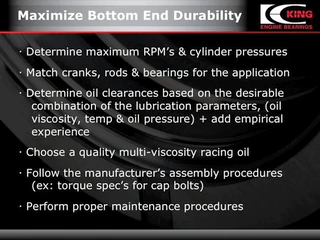 Maximize Bottom End Durability
KING
ENGINE BEARINGS
· Determine maximum RPM's & cylinder pressures
· Match cranks, rods & bearings for the application
· Determine oil clearances based on the desirable
combination of the lubrication parameters, (oil
viscosity, temp & oil pressure) + add empirical
experience
· Choose a quality multi-viscosity racing oil
· Follow the manufacturer's assembly procedures
(ex: torque spec's for cap bolts)
· Perform proper maintenance procedures